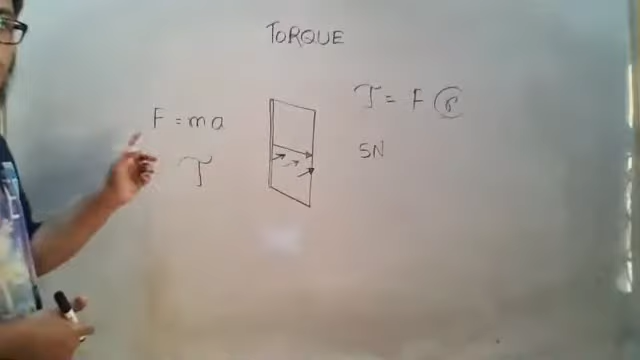 TORQUE
F = ma
τ = F r
τ
5N